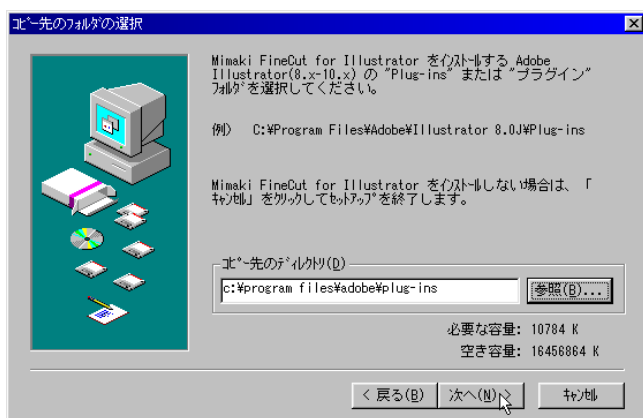 ｺﾋﾟｰ先のﾌｫﾙﾀﾞの選択
Mimaki FineCut for Illustrator をｲﾝｽﾄｰﾙする Adobe
Illustrator(8.x-10.x) の "Plug-ins" または "プラグイン"
ﾌｫﾙﾀﾞを選択してください。
例) C:¥Program Files¥Adobe¥Illustrator 8.0J¥Plug-ins
Mimaki FineCut for Illustrator をｲﾝｽﾄｰﾙしない場合は、「
ｷｬﾝｾﾙ」をｸﾘｯｸしてｾｯﾄｱｯﾌﾟを終了します。
ｺﾋﾟｰ先のﾃﾞｨﾚｸﾄﾘ(D)
c:¥program files¥adobe¥plug-ins
参照(B)...
必要な容量: 10784 K
空き容量: 16456864 K
< 戻る(B)
次へ(N) >
ｷｬﾝｾﾙ